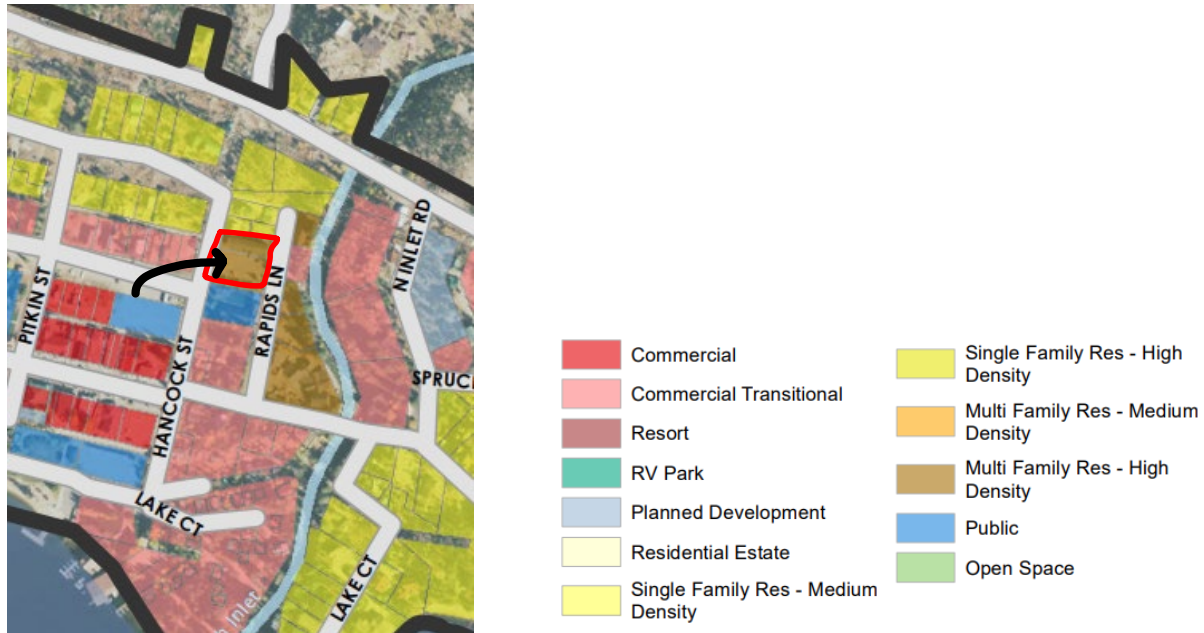 PITKIN ST
HANCOCK ST
RAPIDS LN
N INLET RD
SPRUC
LAKE CT
LAKE CT
Inlet
Commercial
Commercial Transitional
Resort
RV Park
Planned Development
Residential Estate
Single Family Res - Medium
Density
Single Family Res - High
Density
Multi Family Res - Medium
Density
Multi Family Res - High
Density
Public
Open Space